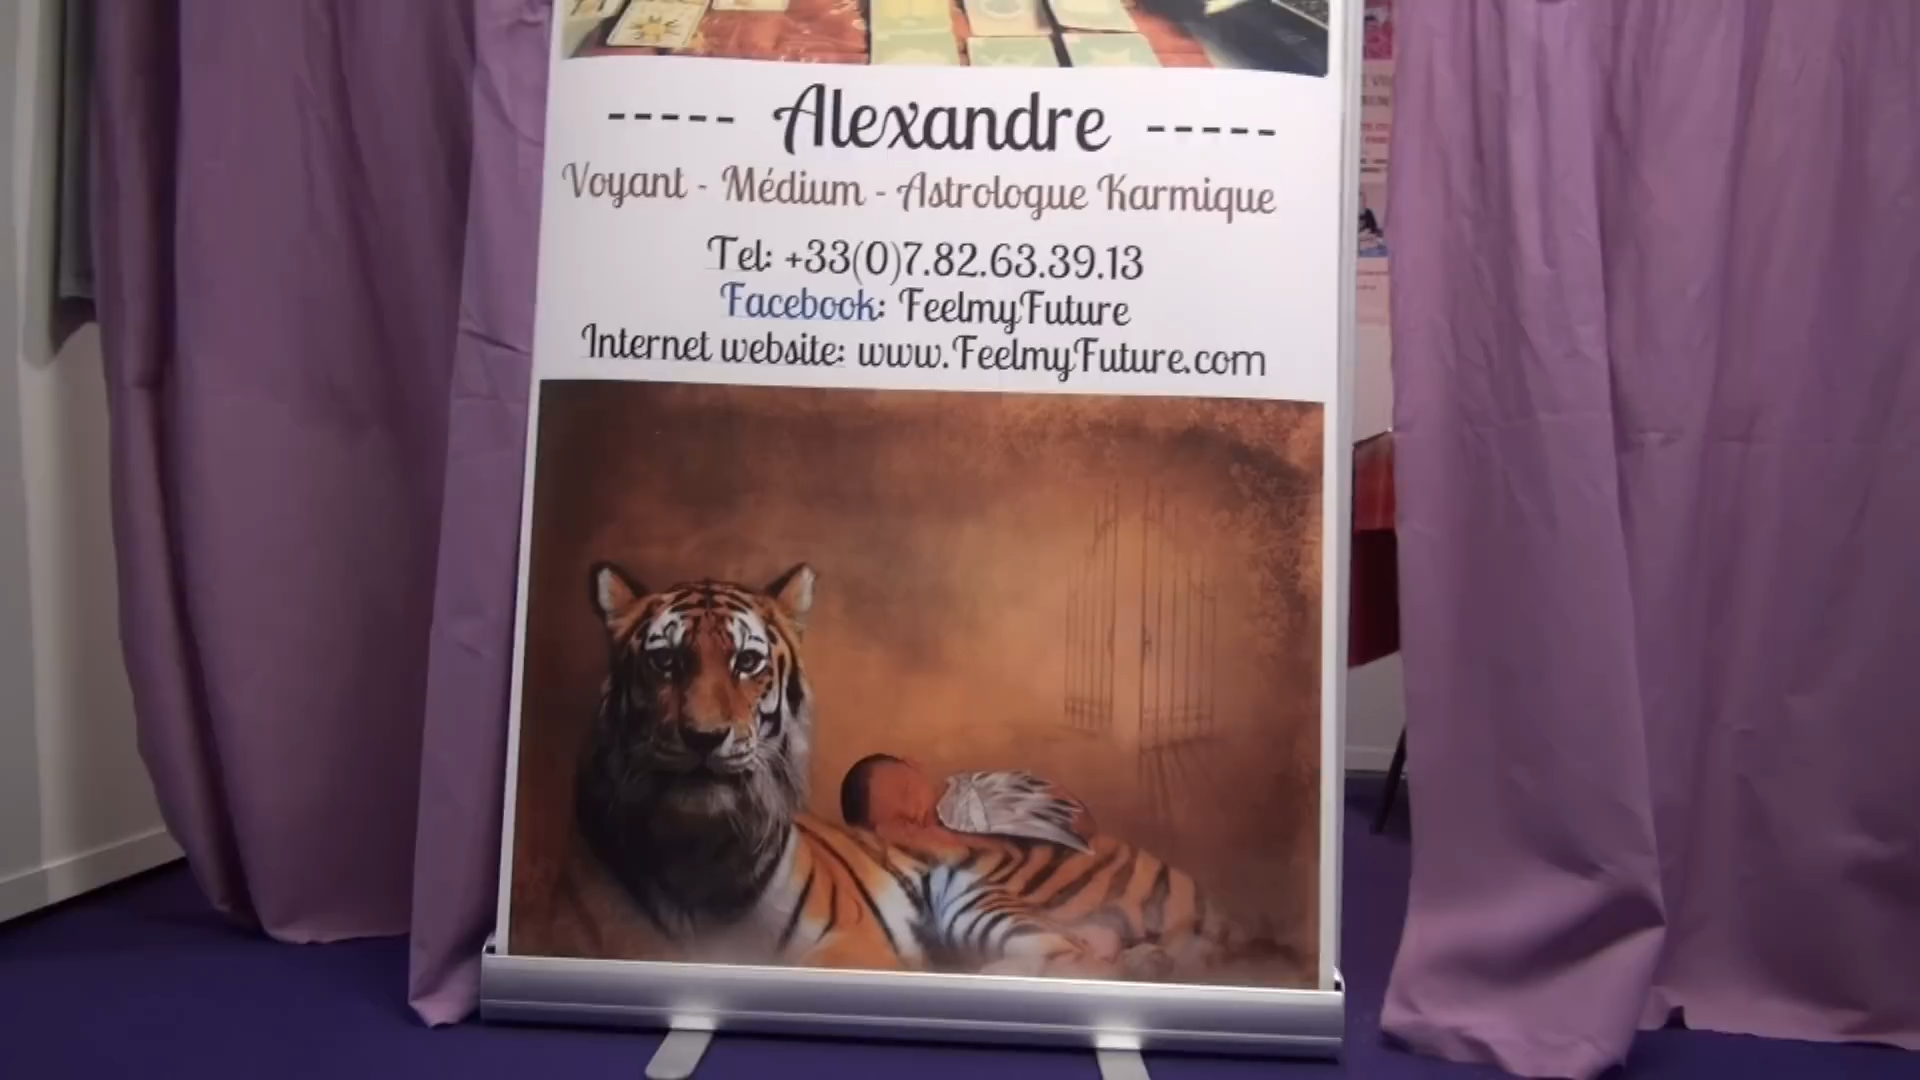 ----- Alexandre -----
Voyant - Médium - Astrologue Karmique
Tel: +33(0)7.82.63.39.13
Facebook: FeelmyFuture
Internet website: www.FeelmyFuture.com